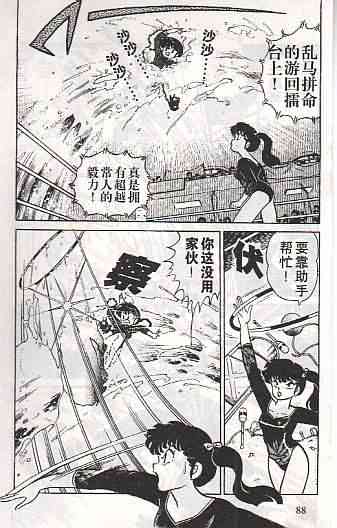 乱马拼命
的游回擂
台上！
沙沙
沙沙
沙沙
真是拥
有超越
常人的
毅力！
要靠助手
帮忙！
伏
你这没用
家伙！
察
88